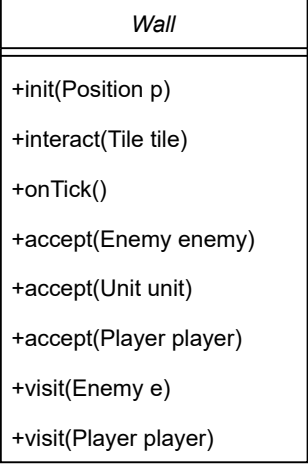 Wall
+init(Position p)
+interact(Tile tile)
+onTick()
+accept(Enemy enemy)
+accept(Unit unit)
+accept(Player player)
+visit(Enemy e)
+visit(Player player)